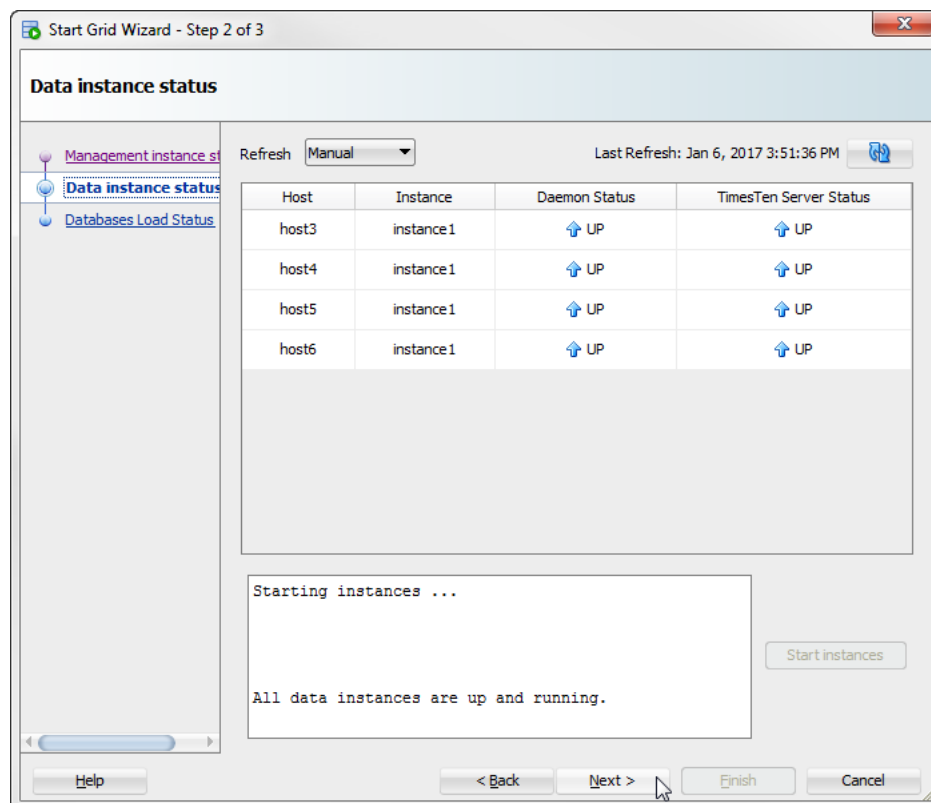 Start Grid Wizard - Step 2 of 3
Data instance status
Management instance st
Data instance status
Databases Load Status
Refresh Manual Last Refresh: Jan 6, 2017 3:51:36 PM
Host Instance Daemon Status TimesTen Server Status
host3 instance1 UP UP
host4 instance1 UP UP
host5 instance1 UP UP
host6 instance1 UP UP
Starting instances ...
All data instances are up and running.
Start instances
Help < Back Next > Finish Cancel